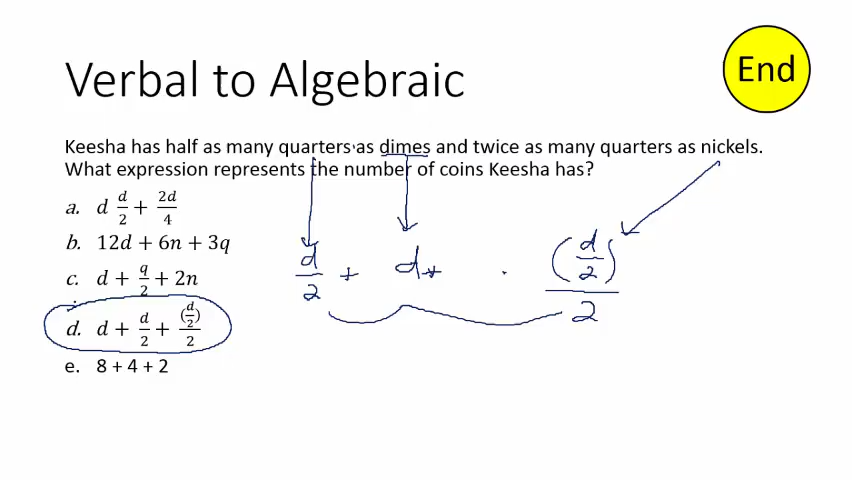 End
Verbal to Algebraic
Keesha has half as many quarters as dimes and twice as many quarters as nickels.
What expression represents the number of coins Keesha has?
a. d d/2 + 2d/4
b. 12d + 6n + 3q
c. d + q/2 + 2n
d. d + d/2 + (d/2)/2
e. 8 + 4 + 2
d/2 + d + (d/2)/2